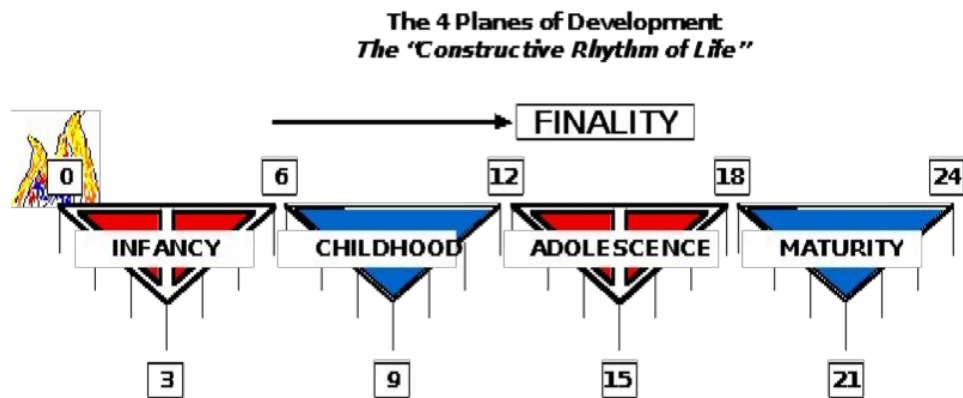 The 4 Planes of Development
The “Constructive Rhythm of Life”
FINALITY
0 6 12 18 24
INFANCY CHILDHOOD ADOLESCENCE MATURITY
3 9 15 21